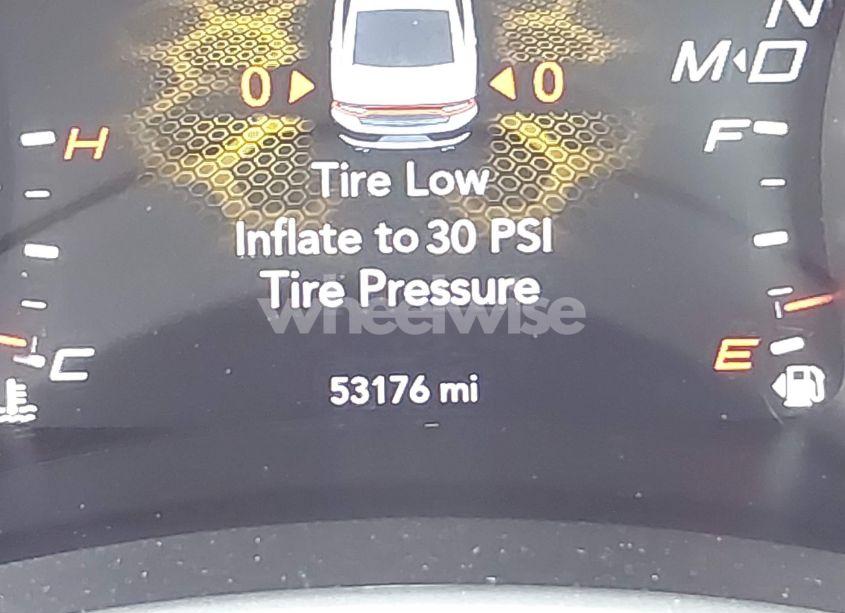 N
M D
0 0
H F
Tire Low
Inflate to 30 PSI
Tire Pressure
wheelwise
C E
53176 mi